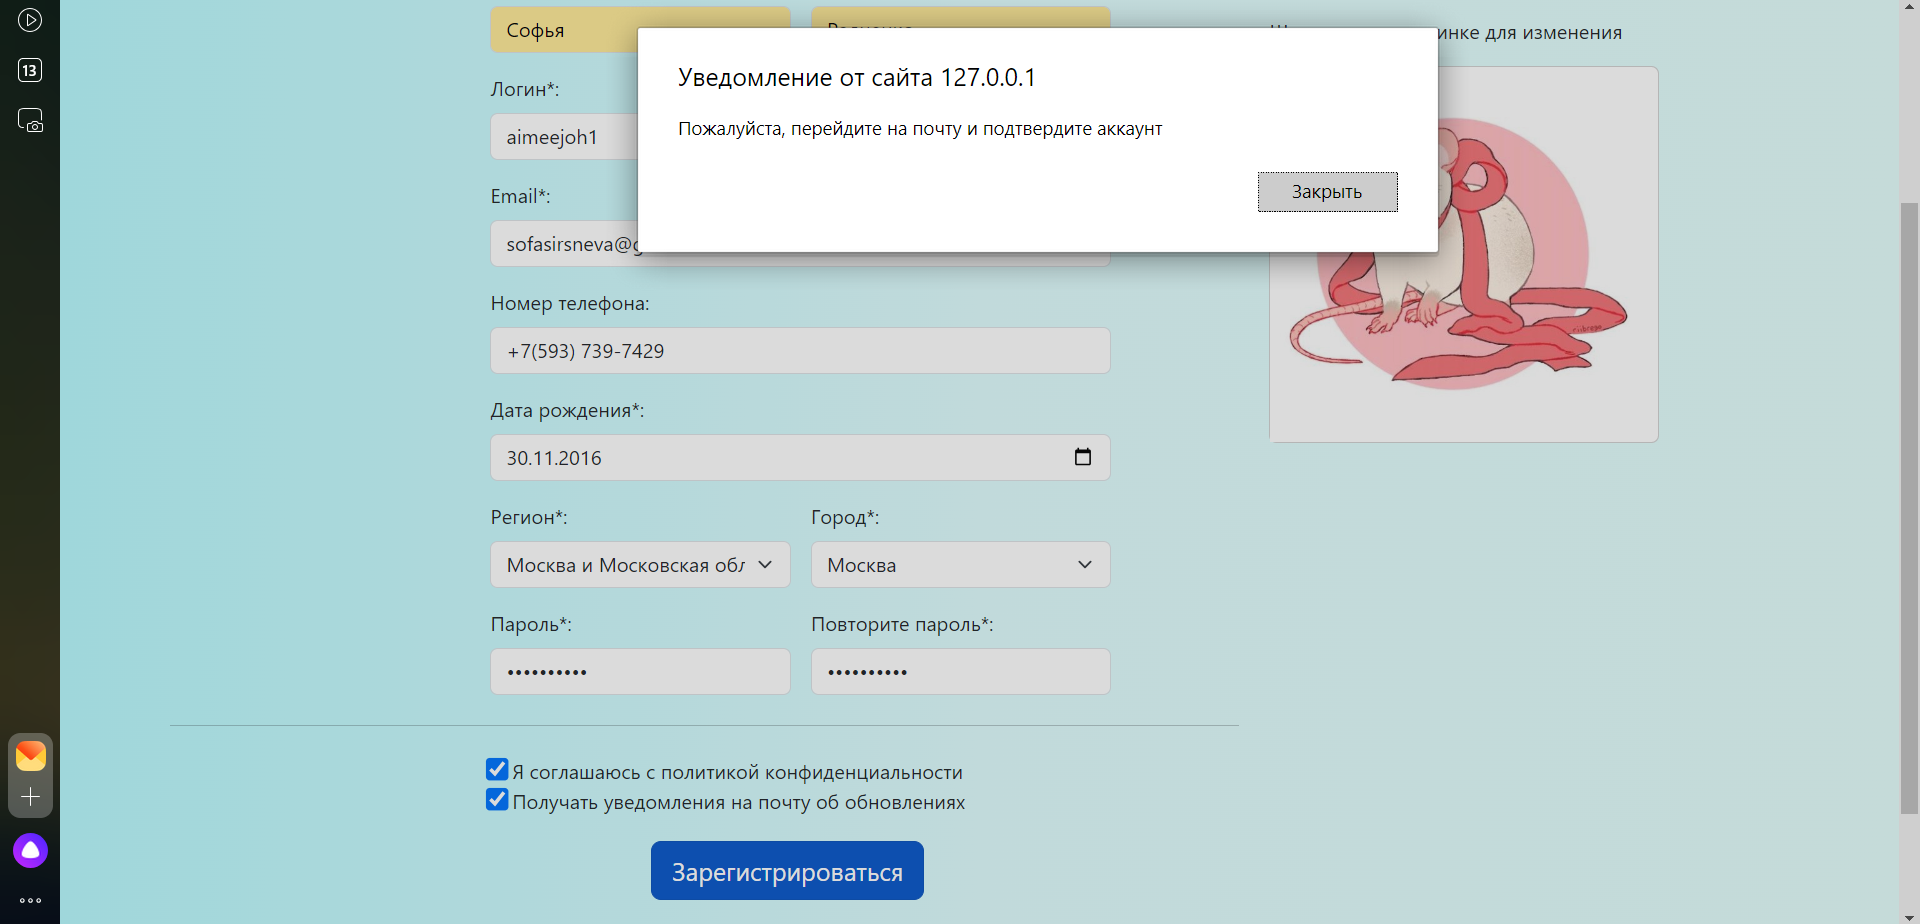 13
Софья
инке для изменения
Уведомление от сайта 127.0.0.1
Пожалуйста, перейдите на почту и подтвердите аккаунт
Закрыть
Логин*:
aimeejoh1
Email*:
sofasirsneva@g
Номер телефона:
+7(593) 739-7429
Дата рождения*:
30.11.2016
Регион*:
Город*:
Москва и Московская обл
Москва
Пароль*:
Повторите пароль*:
••••••••••
••••••••••
Я соглашаюсь с политикой конфиденциальности
Получать уведомления на почту об обновлениях
Зарегистрироваться